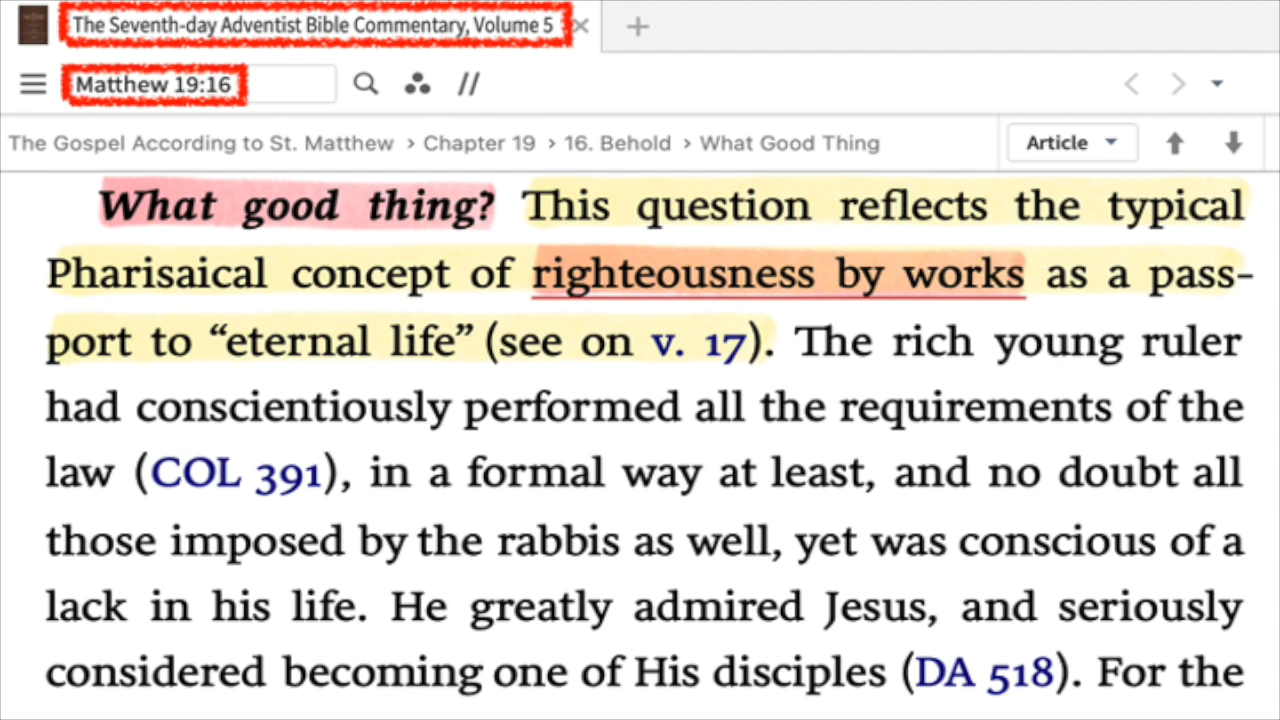 The Seventh-day Adventist Bible Commentary, Volume 5
Matthew 19:16
The Gospel According to St. Matthew > Chapter 19 > 16. Behold > What Good Thing
Article
What good thing? This question reflects the typical
Pharisaical concept of righteousness by works as a pass-
port to “eternal life” (see on v. 17). The rich young ruler
had conscientiously performed all the requirements of the
law (COL 391), in a formal way at least, and no doubt all
those imposed by the rabbis as well, yet was conscious of a
lack in his life. He greatly admired Jesus, and seriously
considered becoming one of His disciples (DA 518). For the